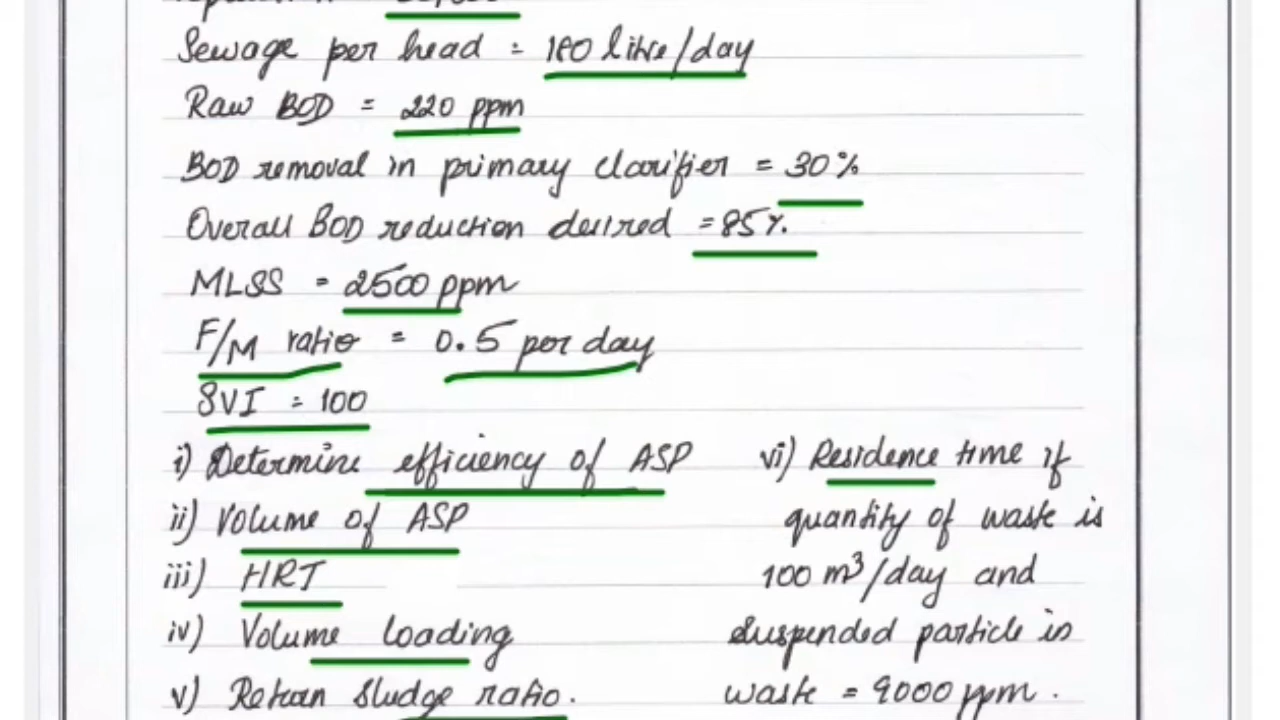 Sewage per head = 180 litre/day
Raw BOD = 220 ppm
BOD removal in primary clarifier = 30%
Overall BOD reduction desired = 85%.
MLSS = 2500 ppm
F/M ratio = 0.5 per day
SVI = 100
i) Determine efficiency of ASP
ii) Volume of ASP
iii) HRT
iv) Volume loading
v) Return sludge ratio.
vi) Residence time if
quantity of waste is
100 m³/day and
suspended particle in
waste = 9000 ppm.